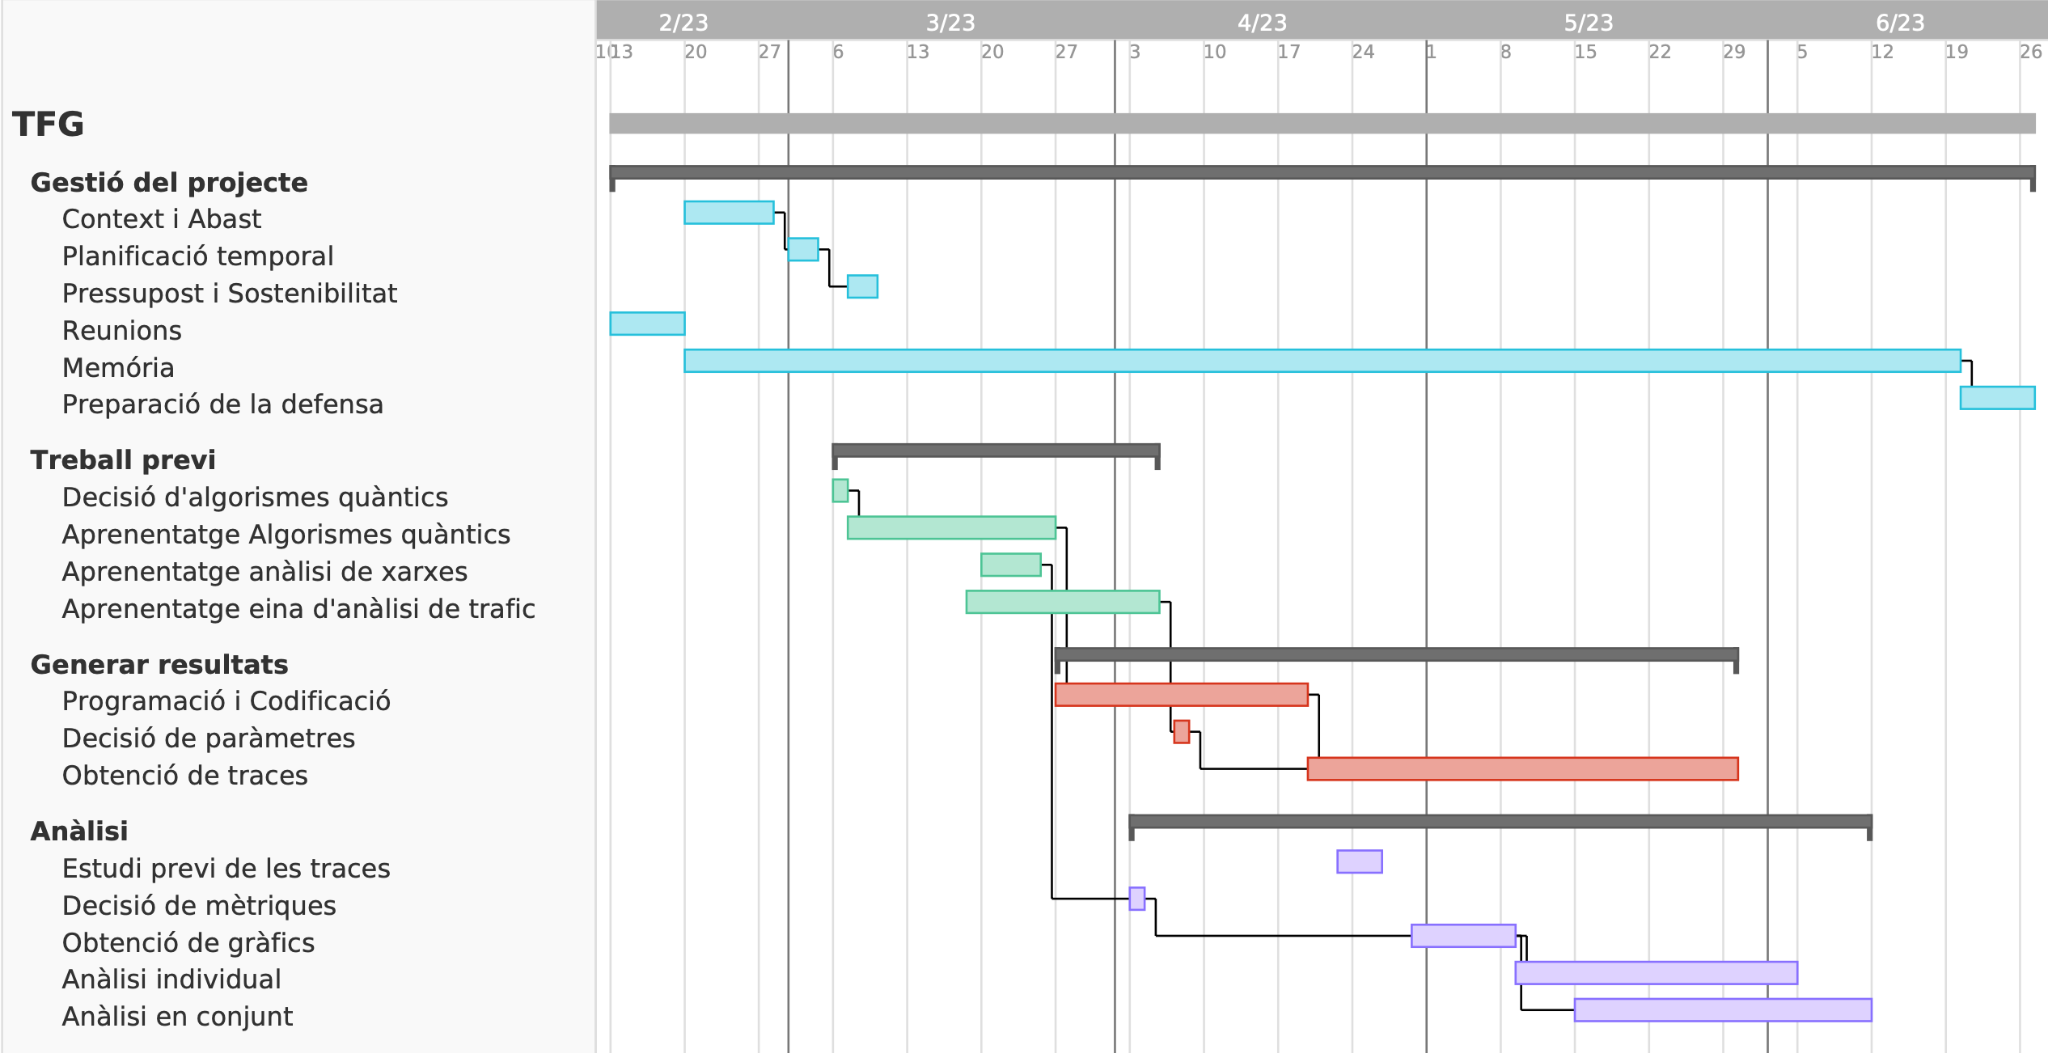 2/23 3/23 4/23 5/23 6/23
10 13 20 27 6 13 20 27 3 10 17 24 1 8 15 22 29 5 12 19 26
TFG
Gestió del projecte
Context i Abast
Planificació temporal
Pressupost i Sostenibilitat
Reunions
Memória
Preparació de la defensa
Treball previ
Decisió d'algorismes quàntics
Aprenentatge Algorismes quàntics
Aprenentatge anàlisi de xarxes
Aprenentatge eina d'anàlisi de trafic
Generar resultats
Programació i Codificació
Decisió de paràmetres
Obtenció de traces
Anàlisi
Estudi previ de les traces
Decisió de mètriques
Obtenció de gràfics
Anàlisi individual
Anàlisi en conjunt